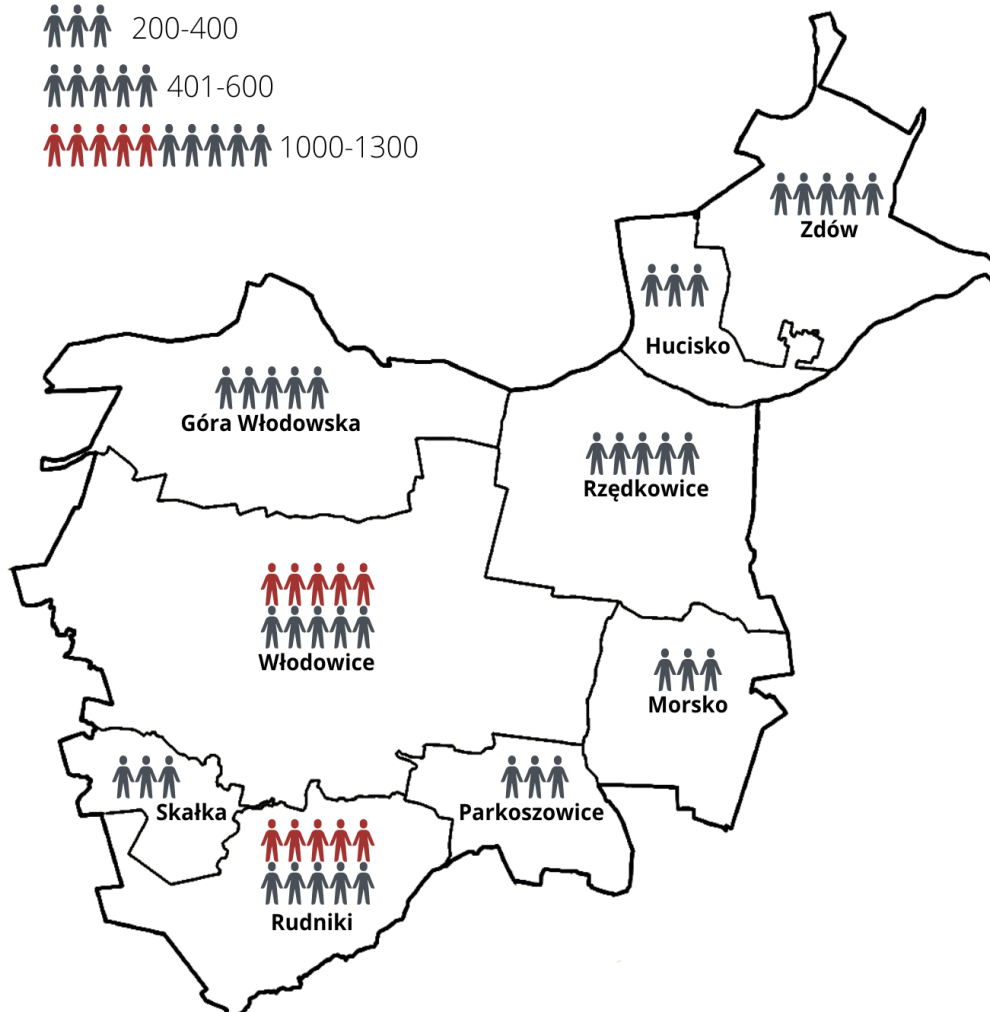 200-400
401-600
1000-1300
Zdów
Hucisko
Góra Włodowska
Rzędkowice
Włodowice
Morsko
Skałka
Parkoszowice
Rudniki